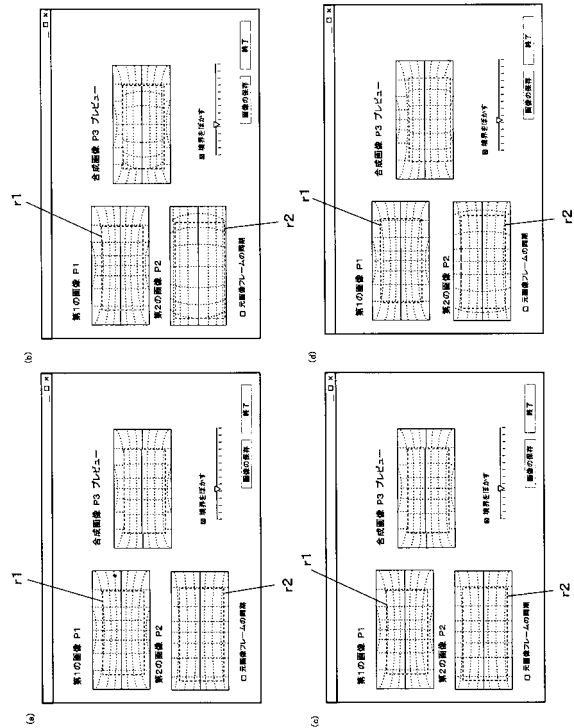 (a)
□ ×
r1
第1の画像 P1
合成画像 P3 プレビュー
第2の画像 P2
境界をぼかす
r2
元画像フレームの同期
画像の保存
終了
(b)
□ ×
r1
第1の画像 P1
合成画像 P3 プレビュー
第2の画像 P2
境界をぼかす
r2
元画像フレームの同期
画像の保存
終了
(c)
□ ×
r1
第1の画像 P1
合成画像 P3 プレビュー
第2の画像 P2
境界をぼかす
r2
元画像フレームの同期
画像の保存
終了
(d)
□ ×
r1
第1の画像 P1
合成画像 P3 プレビュー
第2の画像 P2
境界をぼかす
r2
元画像フレームの同期
画像の保存
終了